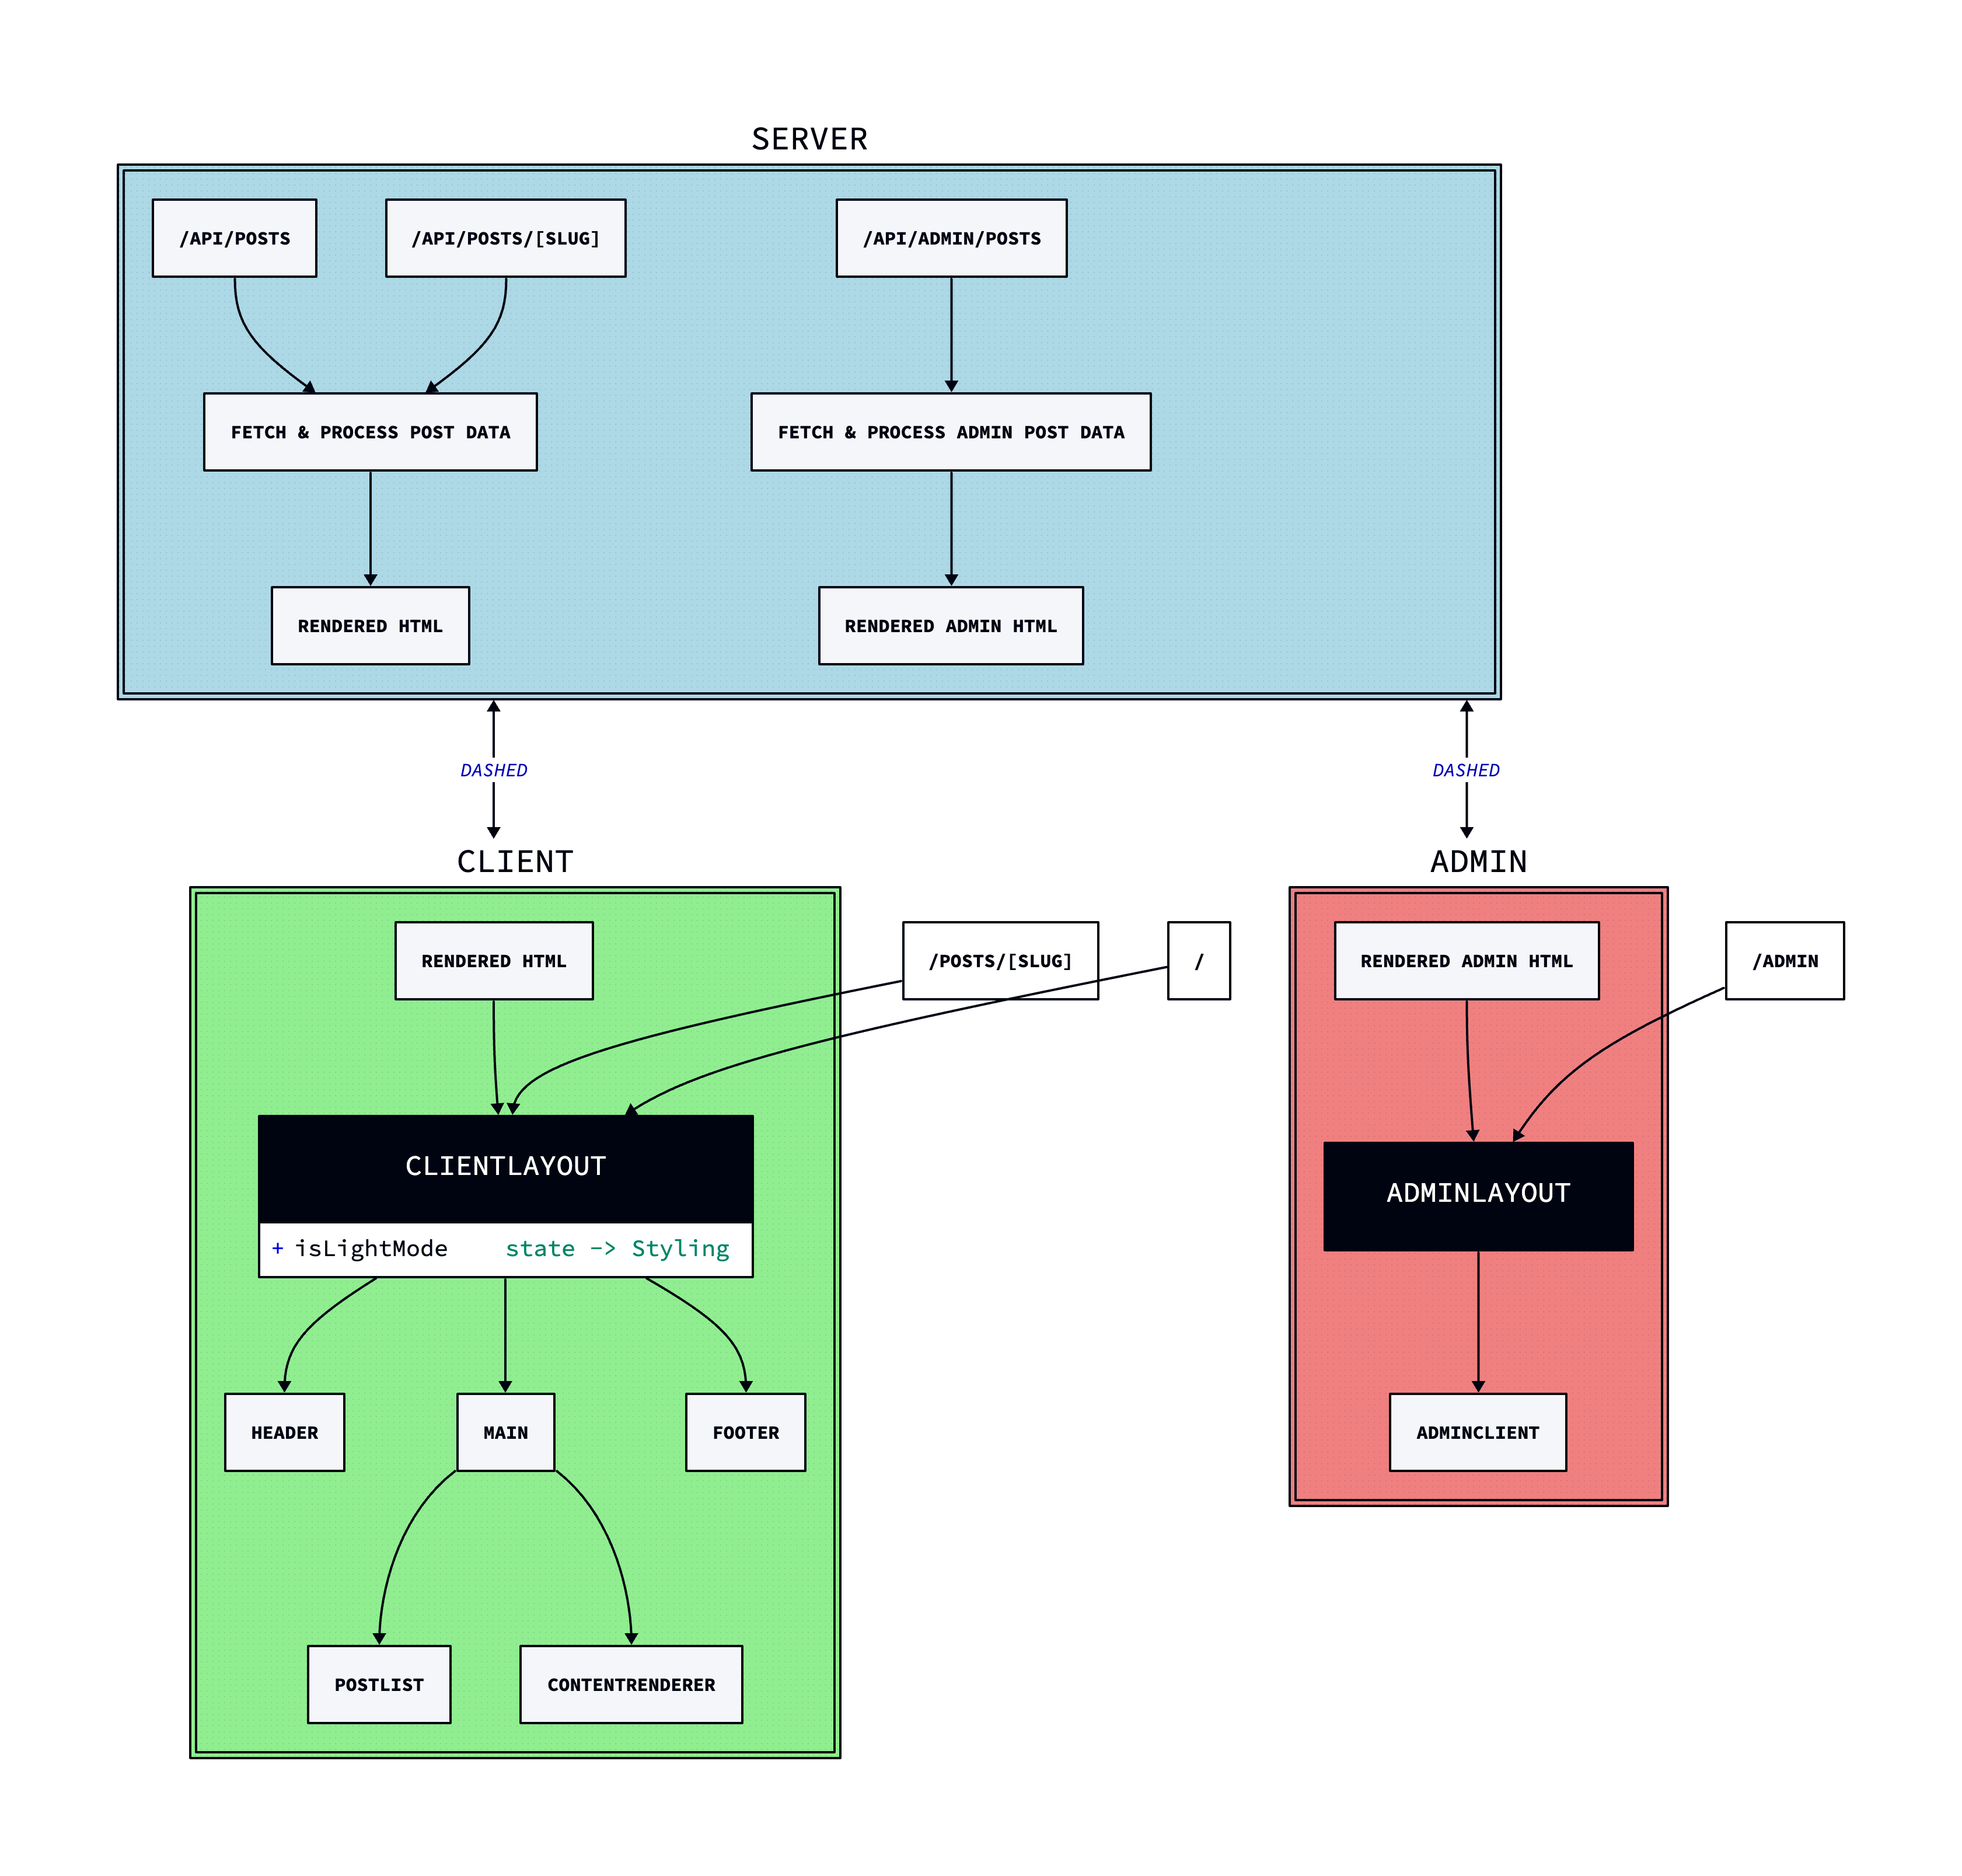 SERVER
/API/POSTS
/API/POSTS/[SLUG]
/API/ADMIN/POSTS
FETCH & PROCESS POST DATA
FETCH & PROCESS ADMIN POST DATA
RENDERED HTML
RENDERED ADMIN HTML
DASHED
DASHED
CLIENT
ADMIN
RENDERED HTML
/POSTS/[SLUG]
/
RENDERED ADMIN HTML
/ADMIN
CLIENTLAYOUT
+ isLightMode state -> Styling
ADMINLAYOUT
HEADER
MAIN
FOOTER
ADMINCLIENT
POSTLIST
CONTENTRENDERER